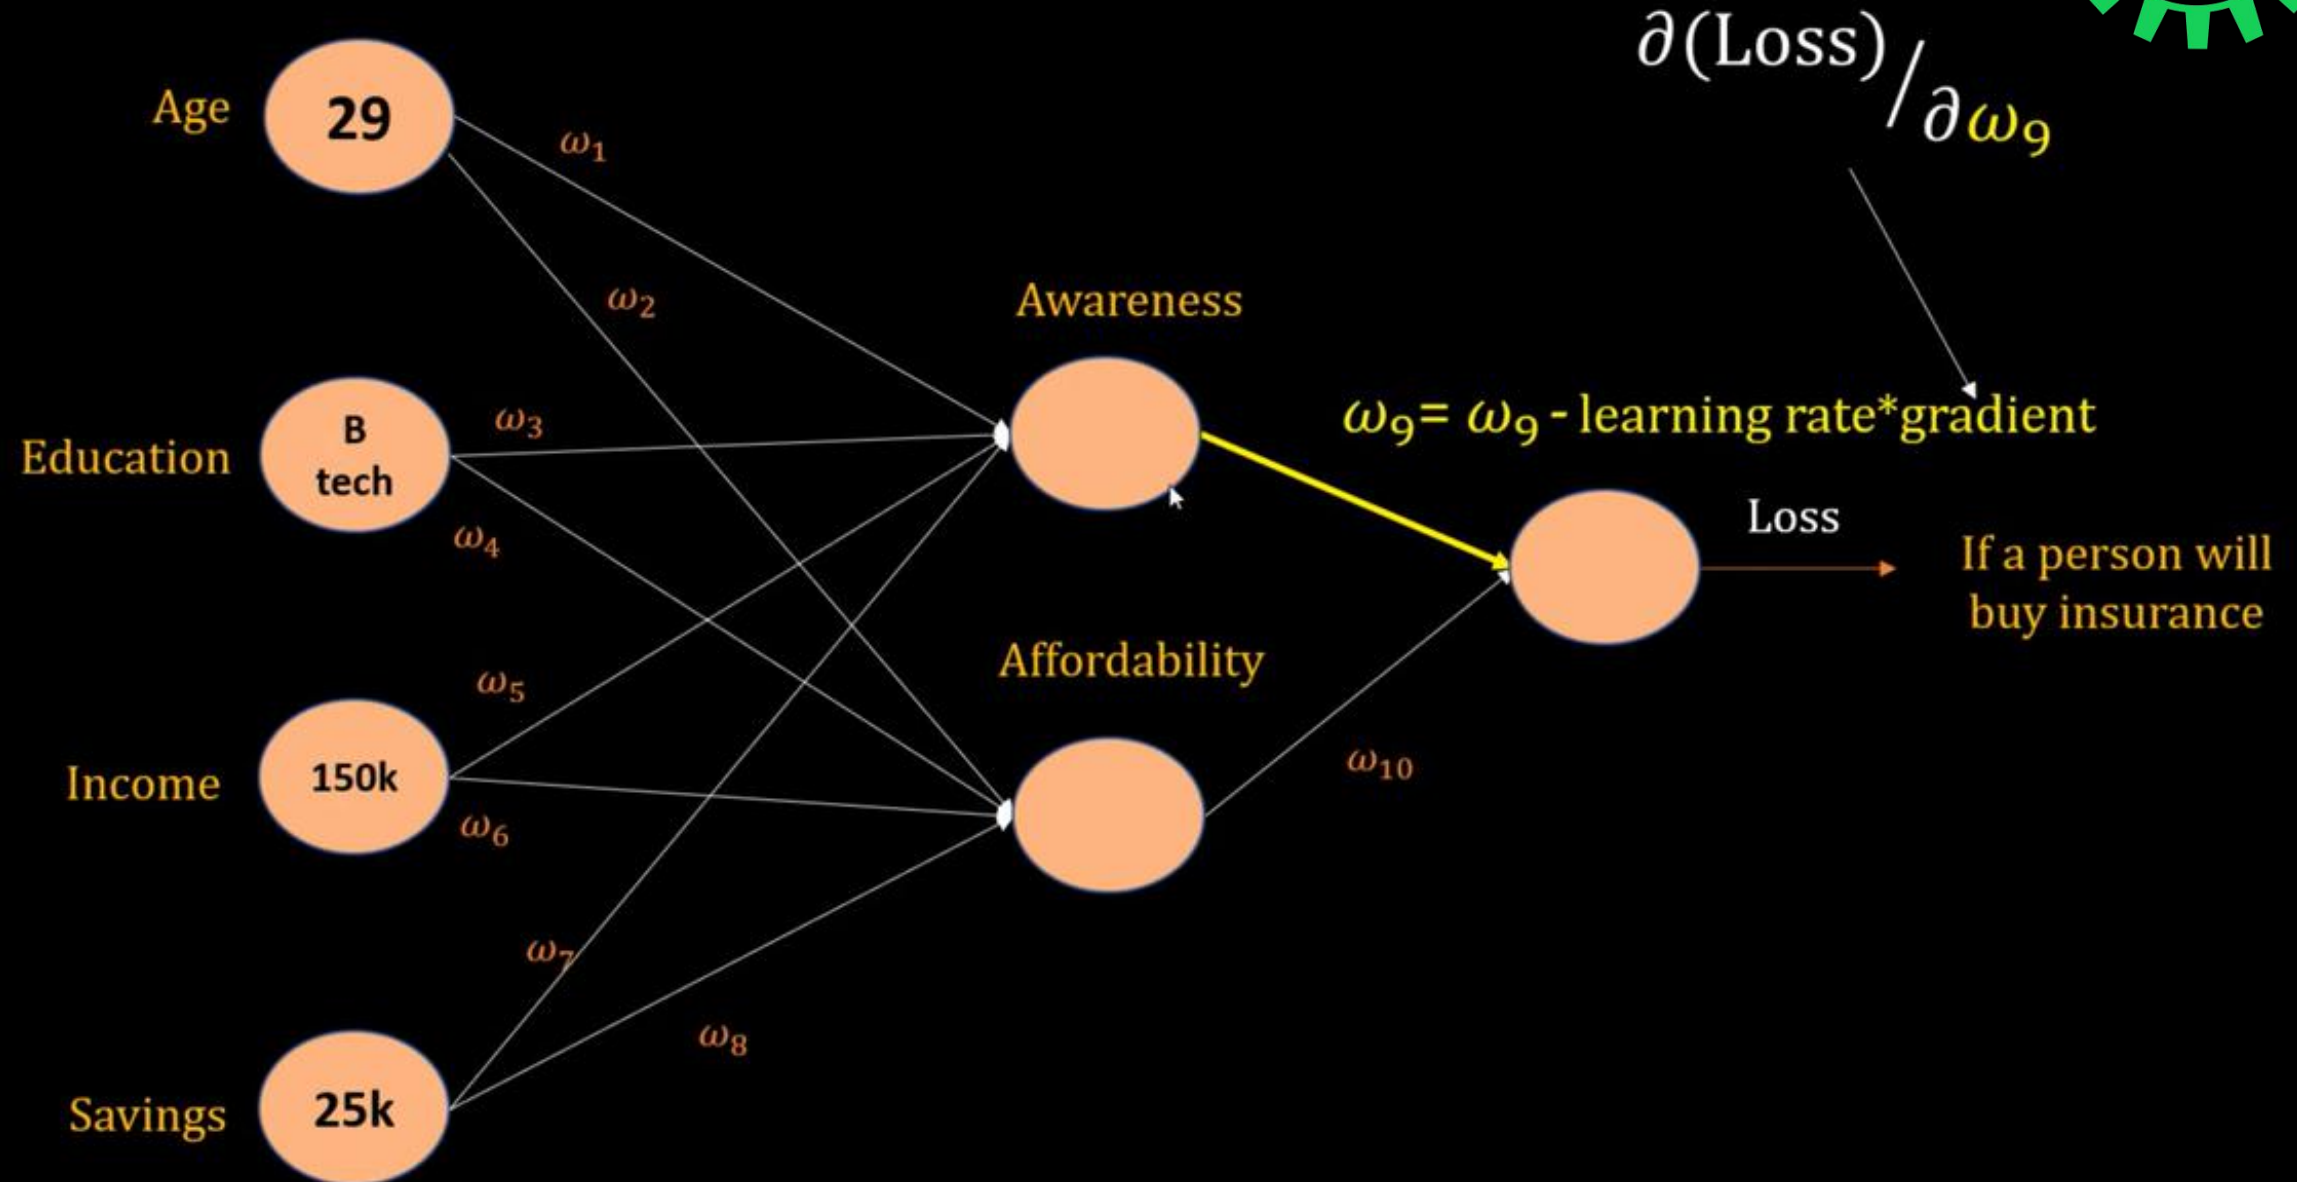 ∂(Loss)/∂ω₉
Age
29
ω₁
ω₂
Awareness
ω₉= ω₉ - learning rate*gradient
Education
B
tech
ω₃
ω₄
Loss
If a person will
buy insurance
Affordability
ω₅
Income
150k
ω₆
ω₁₀
ω₇
ω₈
Savings
25k